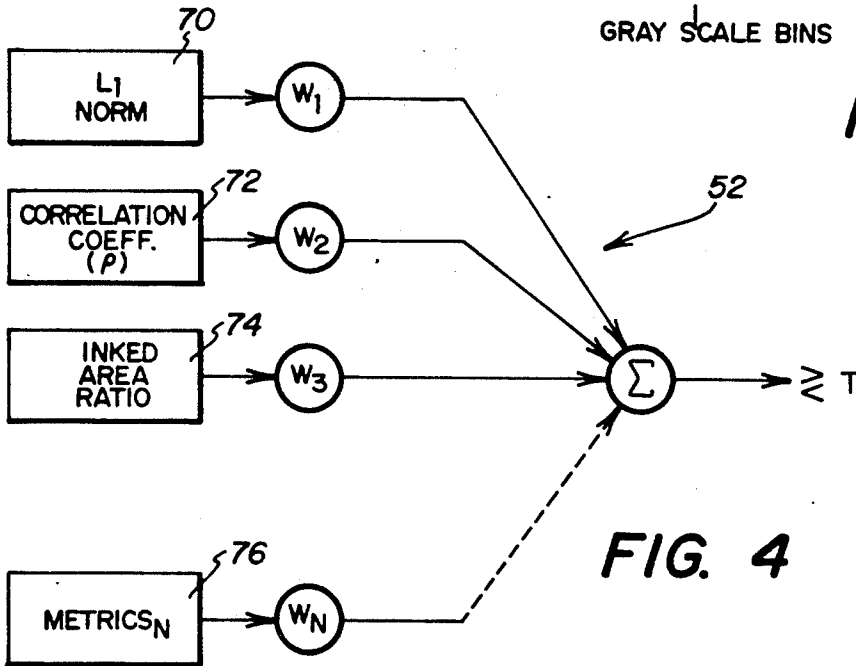 70
GRAY SCALE BINS
L1
NORM
W1
72
52
CORRELATION
COEFF.
(ρ)
W2
74
INKED
AREA
RATIO
W3
Σ
≷ T
76
FIG. 4
METRICSN
WN